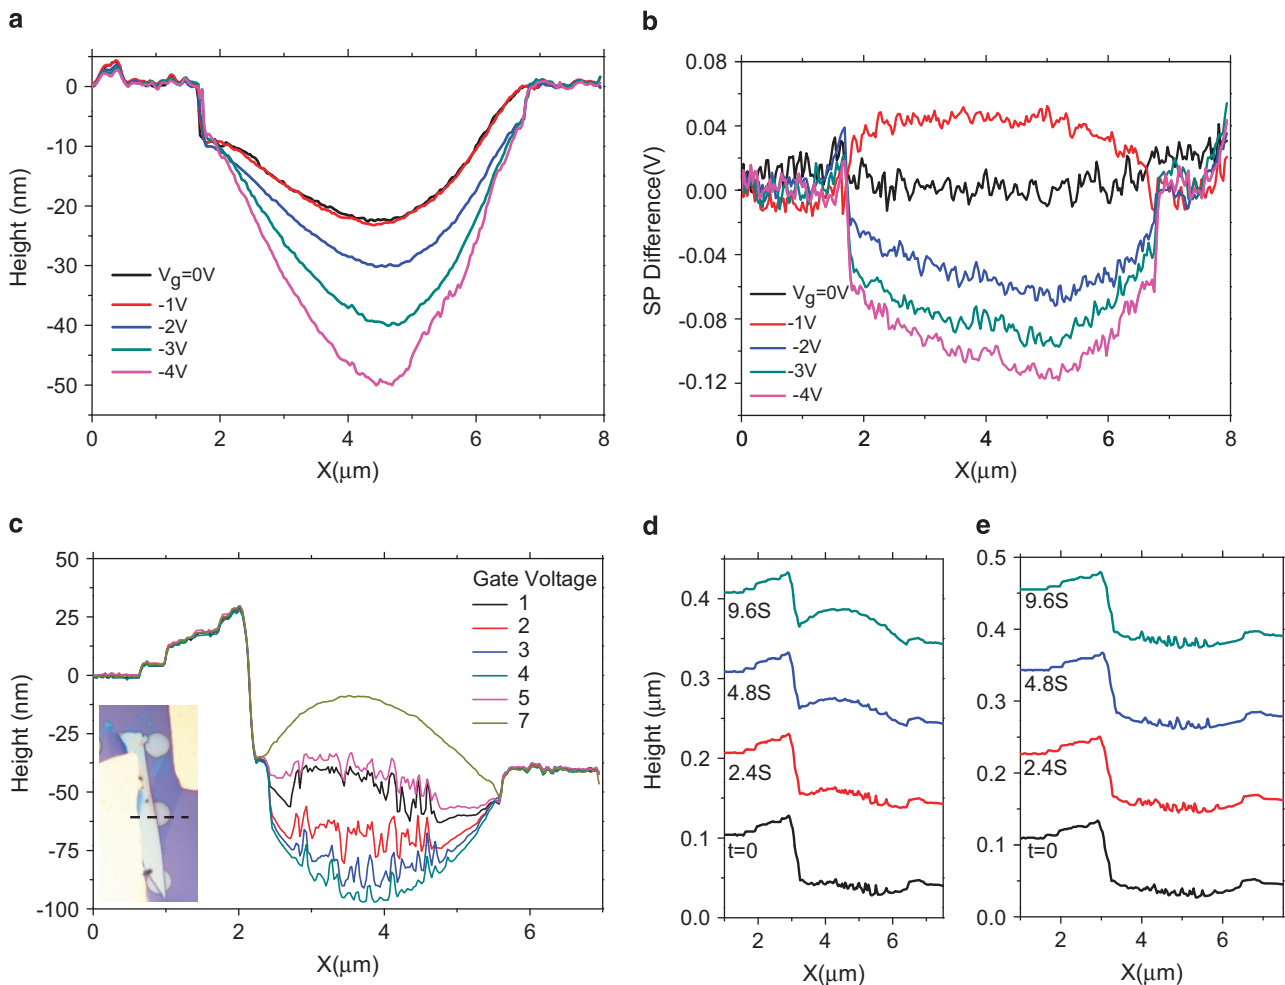 a
0
-10
-20
-30
-40
-50
Height (nm)
Vg=0V
-1V
-2V
-3V
-4V
0 2 4 6 8
X(μm)
b
0.08
0.04
0.00
-0.04
-0.08
-0.12
SP Difference(V)
Vg=0V
-1V
-2V
-3V
-4V
0 2 4 6 8
X(μm)
c
50
25
0
-25
-50
-75
-100
Height (nm)
Gate Voltage
1
2
3
4
5
7
0 2 4 6
X(μm)
d
0.4
0.3
0.2
0.1
0.0
Height (μm)
9.6S
4.8S
2.4S
t=0
2 4 6
X(μm)
e
0.5
0.4
0.3
0.2
0.1
0.0
9.6S
4.8S
2.4S
t=0
2 4 6
X(μm)